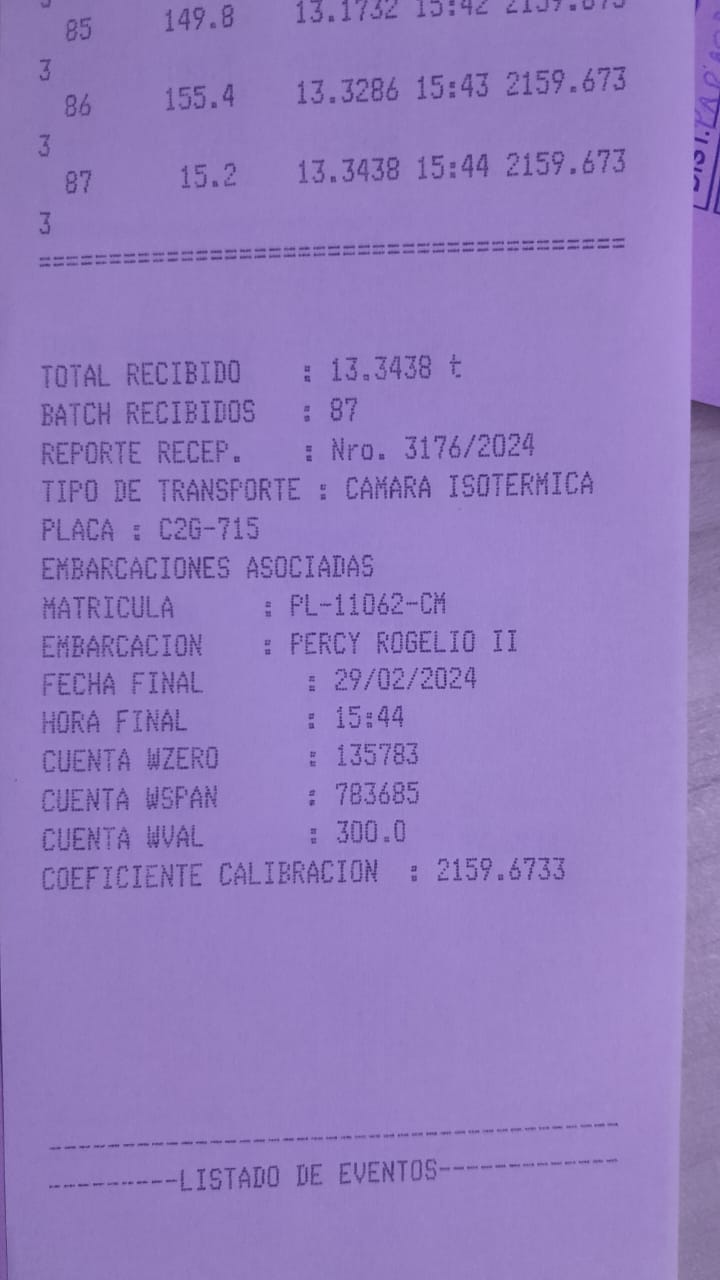 85 149.8 13.1732 15:42 2159.673
3
86 155.4 13.3286 15:43 2159.673
3
87 15.2 13.3438 15:44 2159.673
3
=========================================
TOTAL RECIBIDO : 13.3438 t
BATCH RECIBIDOS : 87
REPORTE RECEP. : Nro. 3176/2024
TIPO DE TRANSPORTE : CAMARA ISOTERMICA
PLACA : C2G-715
EMBARCACIONES ASOCIADAS
MATRICULA : PL-11062-CM
EMBARCACION : PERCY ROGELIO II
FECHA FINAL : 29/02/2024
HORA FINAL : 15:44
CUENTA WZERO : 135783
CUENTA WSPAN : 783685
CUENTA WVAL : 300.0
COEFICIENTE CALIBRACION : 2159.6733
-----------------------------------------
----------LISTADO DE EVENTOS--------------